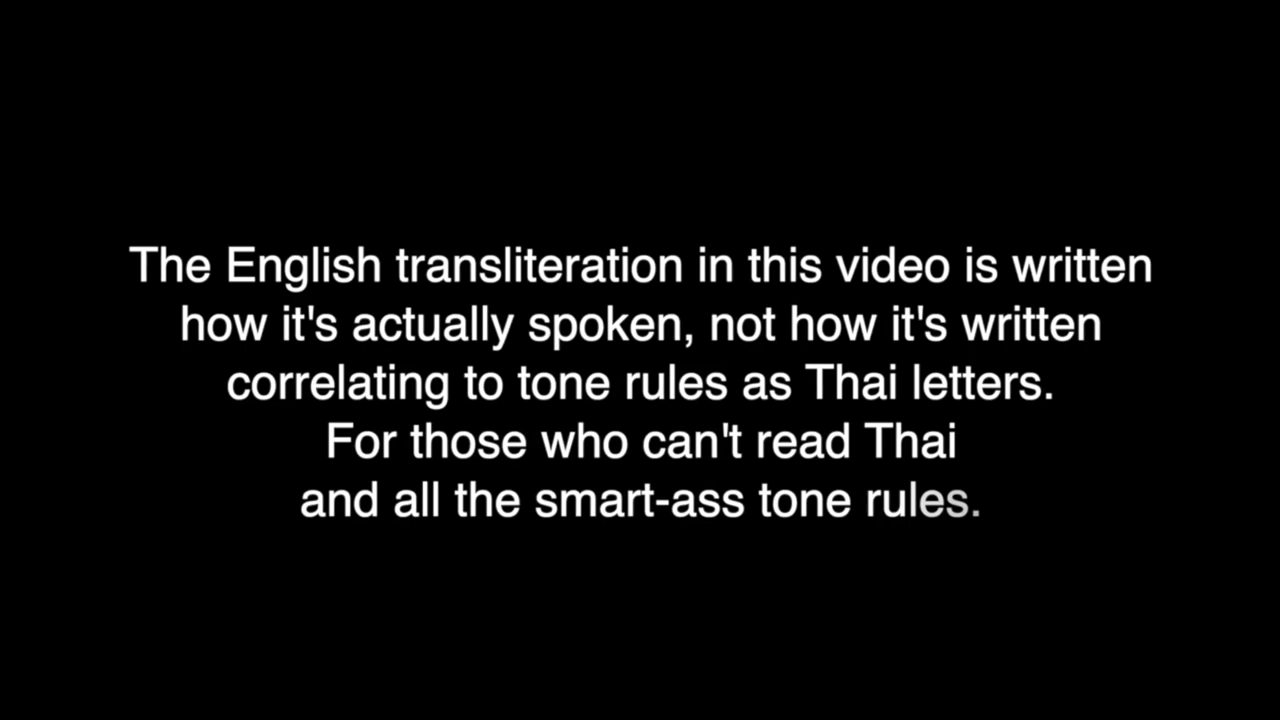 The English transliteration in this video is written
how it's actually spoken, not how it's written
correlating to tone rules as Thai letters.
For those who can't read Thai
and all the smart-ass tone rules.